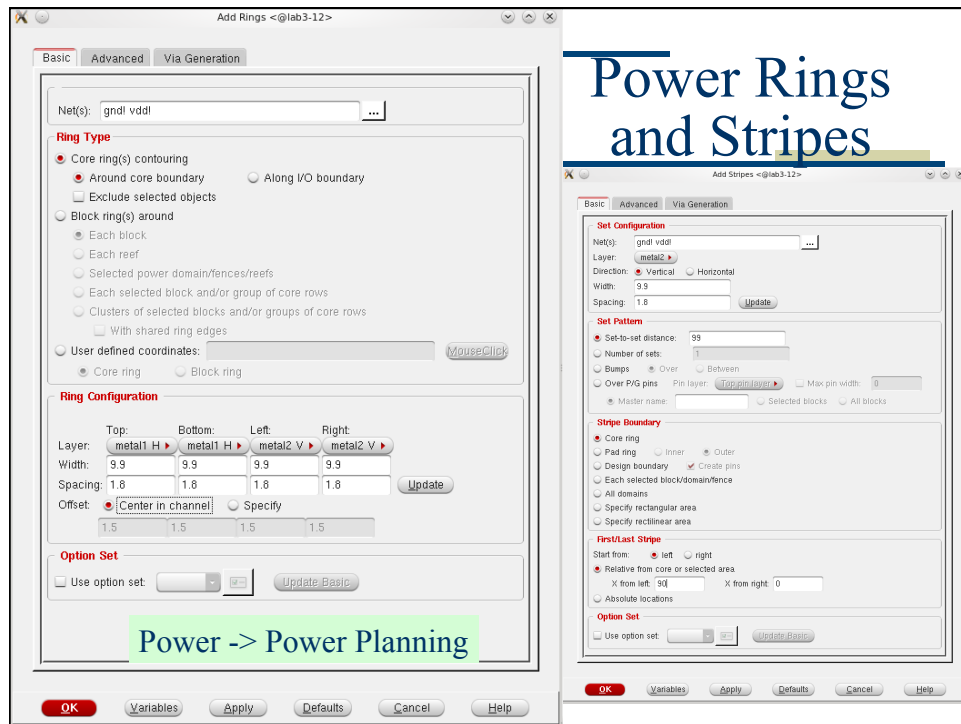 Add Rings <@lab3-12>
Basic Advanced Via Generation
Net(s): gnd! vdd! ...
Ring Type
Core ring(s) contouring
Around core boundary Along I/O boundary
Exclude selected objects
Block ring(s) around
Each block
Each reef
Selected power domain/fences/reefs
Each selected block and/or group of core rows
Clusters of selected blocks and/or groups of core rows
With shared ring edges
User defined coordinates: MouseClick
Core ring Block ring
Ring Configuration
Top: Bottom: Left: Right:
Layer: metal1 H metal1 H metal2 V metal2 V
Width: 9.9 9.9 9.9 9.9
Spacing: 1.8 1.8 1.8 1.8 Update
Offset: Center in channel Specify
1.5 1.5 1.5 1.5
Option Set
Use option set: Update Basic
Power -> Power Planning
OK Variables Apply Defaults Cancel Help
Power Rings
and Stripes
Add Stripes <@lab3-12>
Basic Advanced Via Generation
Set Configuration
Net(s): gnd! vdd! ...
Layer: metal2
Direction: Vertical Horizontal
Width: 9.9
Spacing: 1.8 Update
Set Pattern
Set-to-set distance: 99
Number of sets: 1
Bumps Over Between
Over P/G pins Pin layer: Top pin layer Max pin width: 0
Master name: Selected blocks All blocks
Stripe Boundary
Core ring
Pad ring Inner Outer
Design boundary Create pins
Each selected block/domain/fence
All domains
Specify rectangular area
Specify rectilinear area
First/Last Stripe
Start from: left right
Relative from core or selected area
X from left: 90 X from right: 0
Absolute locations
Option Set
Use option set: Update Basic
OK Variables Apply Defaults Cancel Help